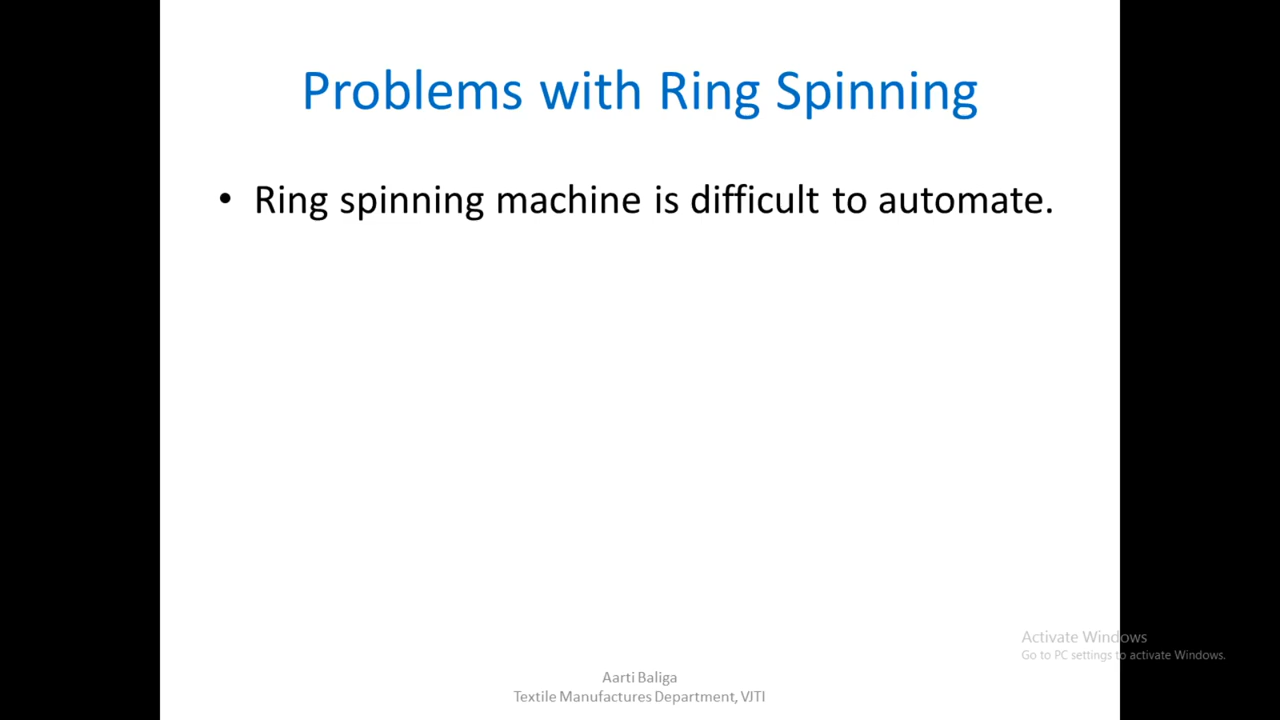 Problems with Ring Spinning
• Ring spinning machine is difficult to automate.
Activate Windows
Go to PC settings to activate Windows.
Aarti Baliga
Textile Manufactures Department, VJTI